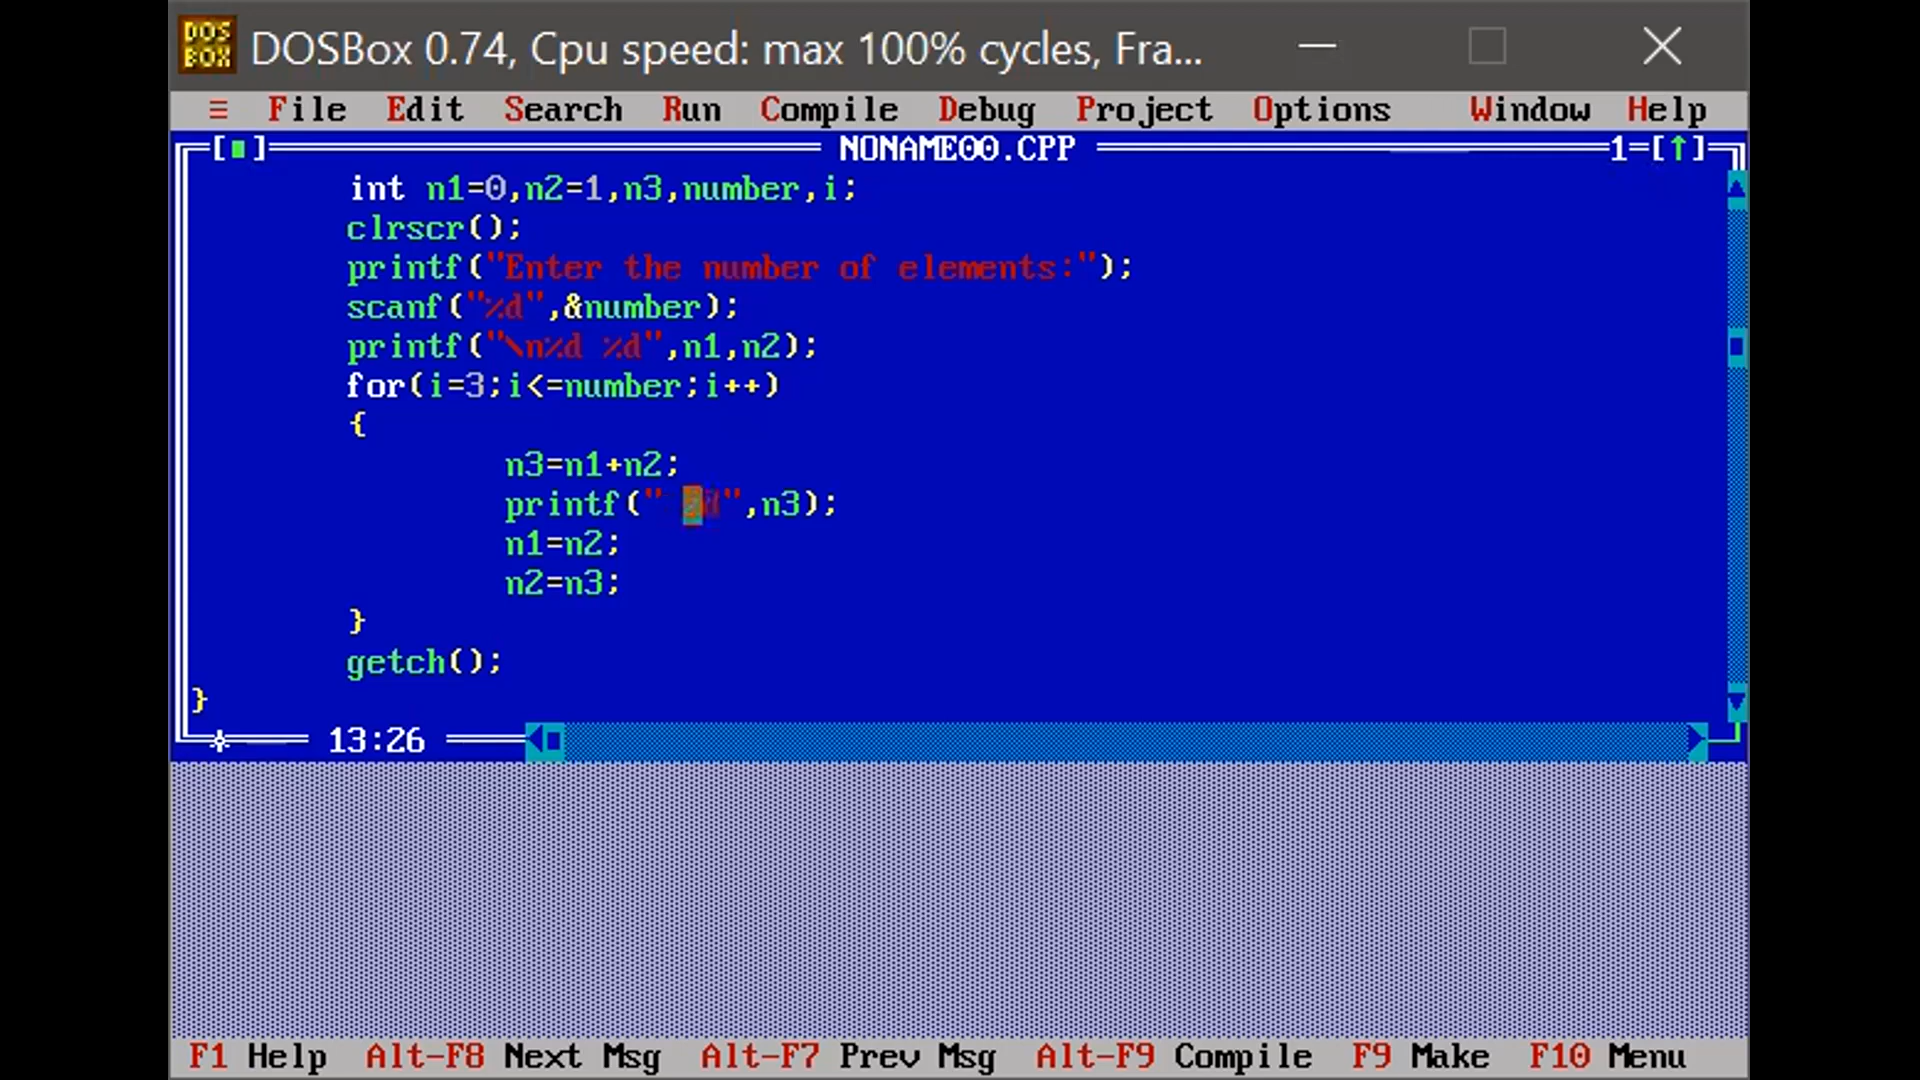 DOS
BOX
DOSBox 0.74, Cpu speed: max 100% cycles, Fra...
≡ File Edit Search Run Compile Debug Project Options Window Help
[■] NONAME00.CPP 1=[↑]
int n1=0,n2=1,n3,number,i;
clrscr();
printf("Enter the number of elements:");
scanf("%d",&number);
printf("\n%d %d",n1,n2);
for(i=3;i<=number;i++)
{
n3=n1+n2;
printf(" %d",n3);
n1=n2;
n2=n3;
}
getch();
}
13:26
F1 Help Alt-F8 Next Msg Alt-F7 Prev Msg Alt-F9 Compile F9 Make F10 Menu